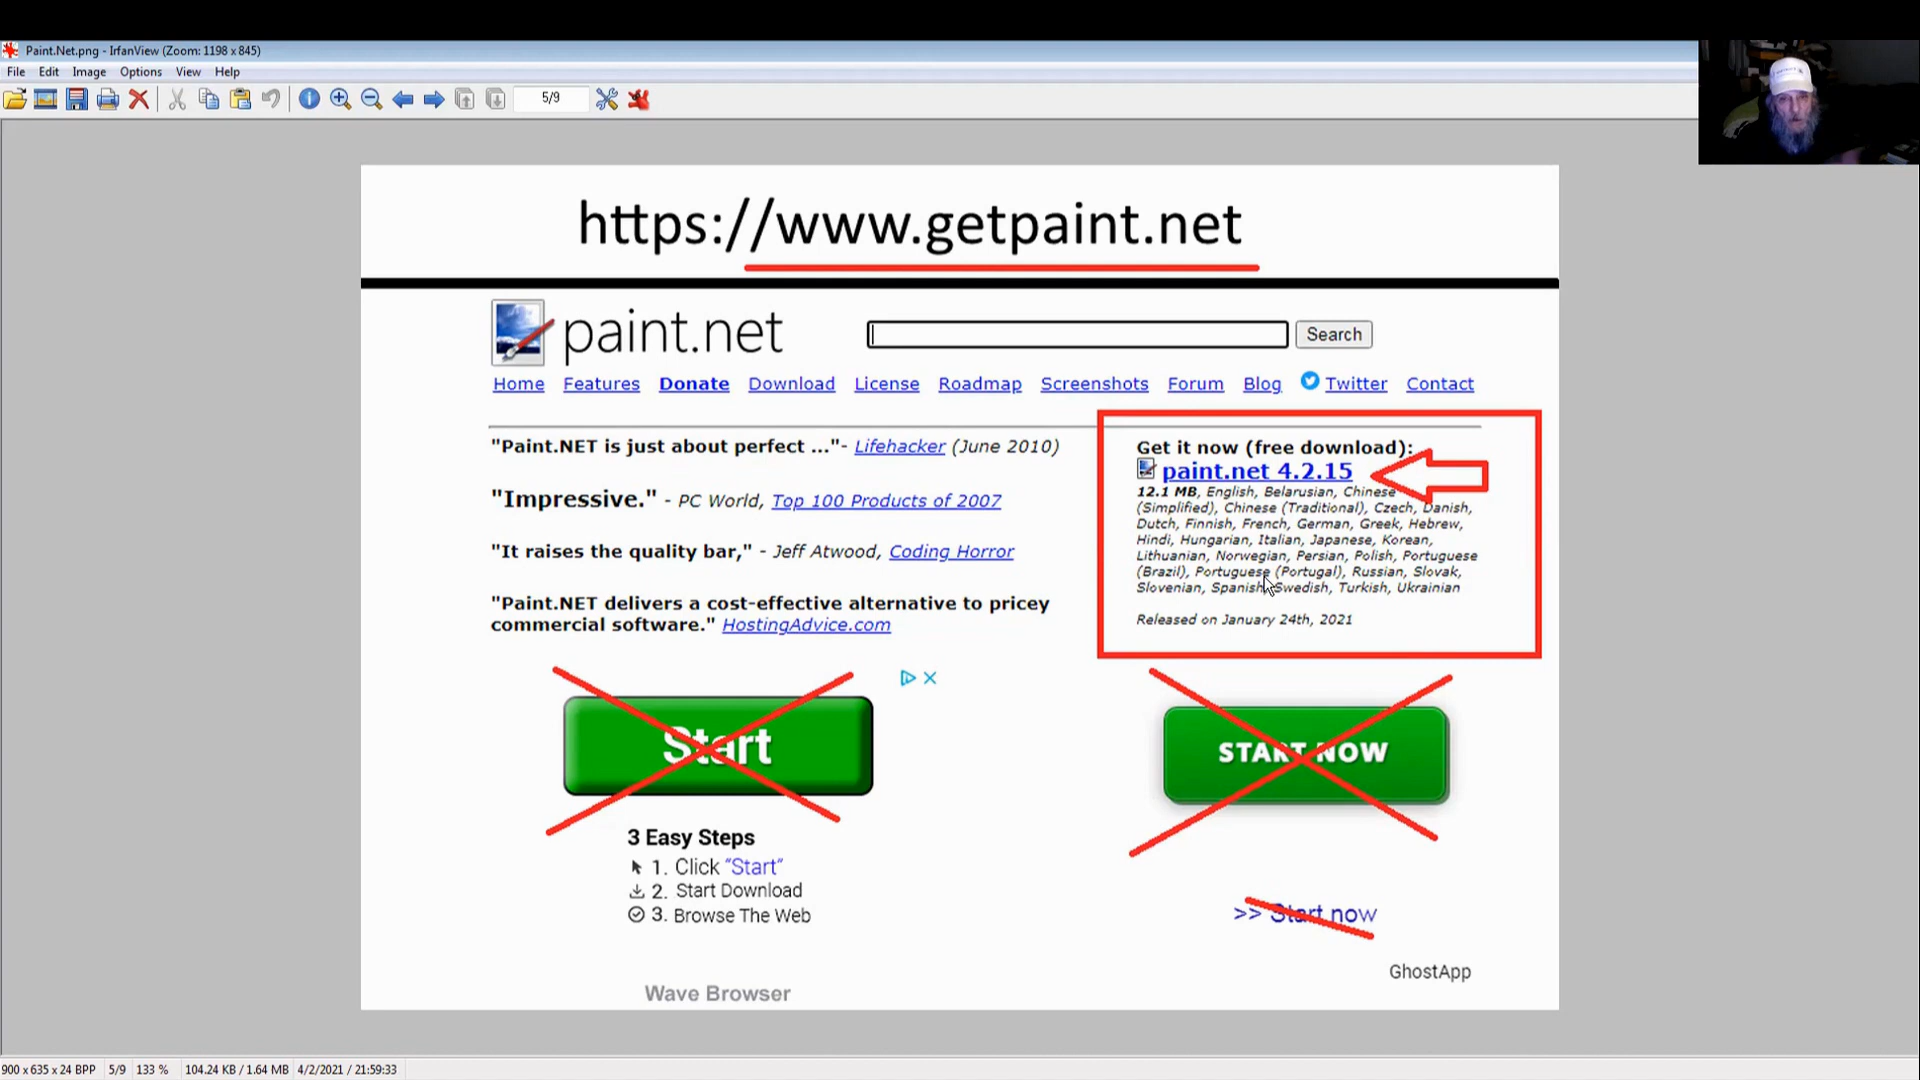 Paint.Net.png - IrfanView (Zoom: 1198 x 845)
File Edit Image Options View Help
5/9
https://www.getpaint.net
paint.net
Search
Home Features Donate Download License Roadmap Screenshots Forum Blog Twitter Contact
"Paint.NET is just about perfect ..."- Lifehacker (June 2010)
"Impressive." - PC World, Top 100 Products of 2007
"It raises the quality bar," - Jeff Atwood, Coding Horror
"Paint.NET delivers a cost-effective alternative to pricey
commercial software." HostingAdvice.com
Get it now (free download):
paint.net 4.2.15
12.1 MB, English, Belarusian, Chinese
(Simplified), Chinese (Traditional), Czech, Danish,
Dutch, Finnish, French, German, Greek, Hebrew,
Hindi, Hungarian, Italian, Japanese, Korean,
Lithuanian, Norwegian, Persian, Polish, Portuguese
(Brazil), Portuguese (Portugal), Russian, Slovak,
Slovenian, Spanish, Swedish, Turkish, Ukrainian
Released on January 24th, 2021
Start
3 Easy Steps
1. Click “Start”
2. Start Download
3. Browse The Web
Wave Browser
START NOW
>> Start now
GhostApp
900 x 635 x 24 BPP 5/9 133 % 104.24 KB / 1.64 MB 4/2/2021 / 21:59:33